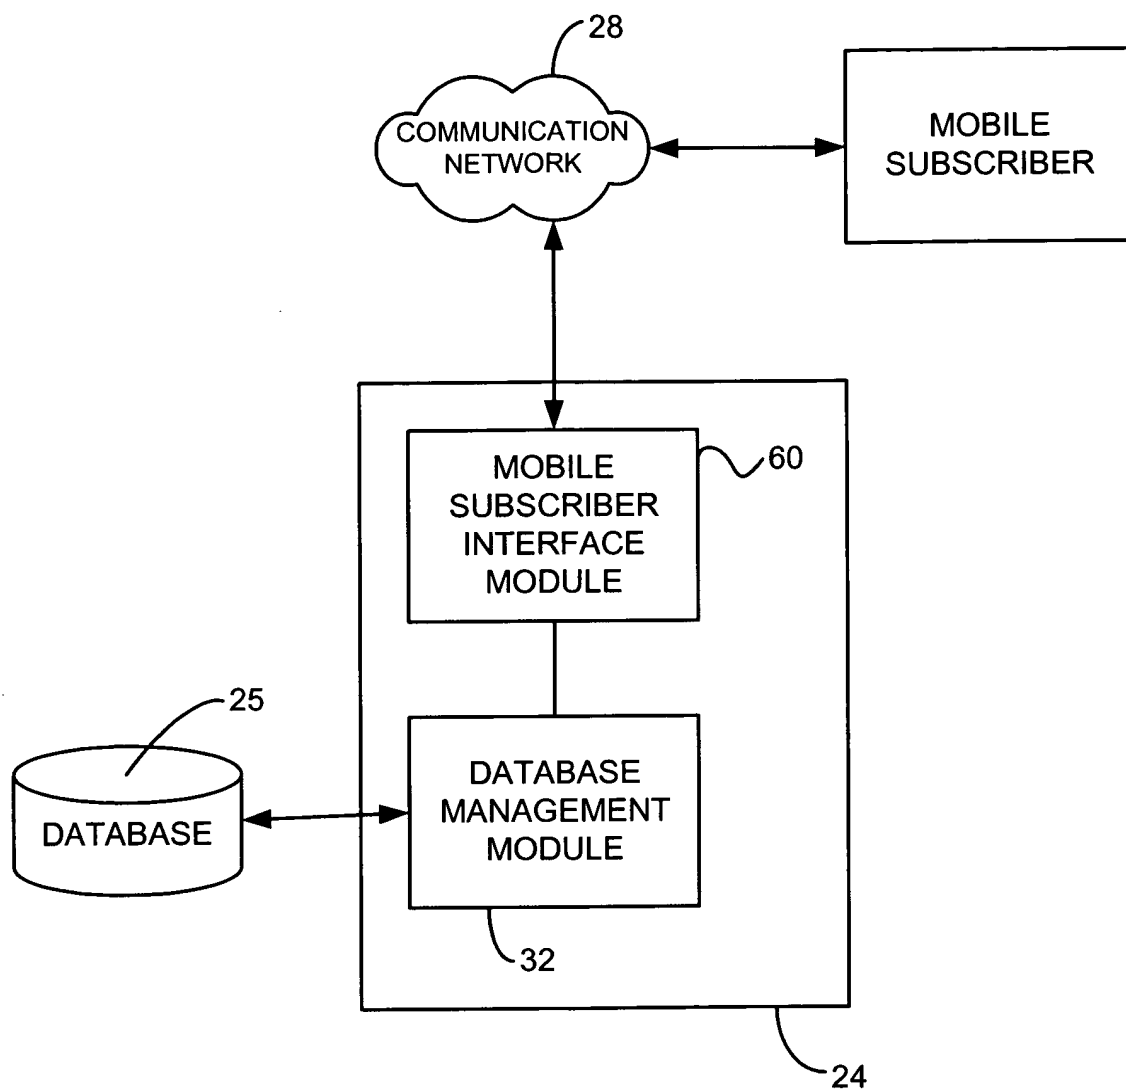 28
COMMUNICATION
NETWORK
MOBILE
SUBSCRIBER
MOBILE
SUBSCRIBER
INTERFACE
MODULE
60
25
DATABASE
DATABASE
MANAGEMENT
MODULE
32
24